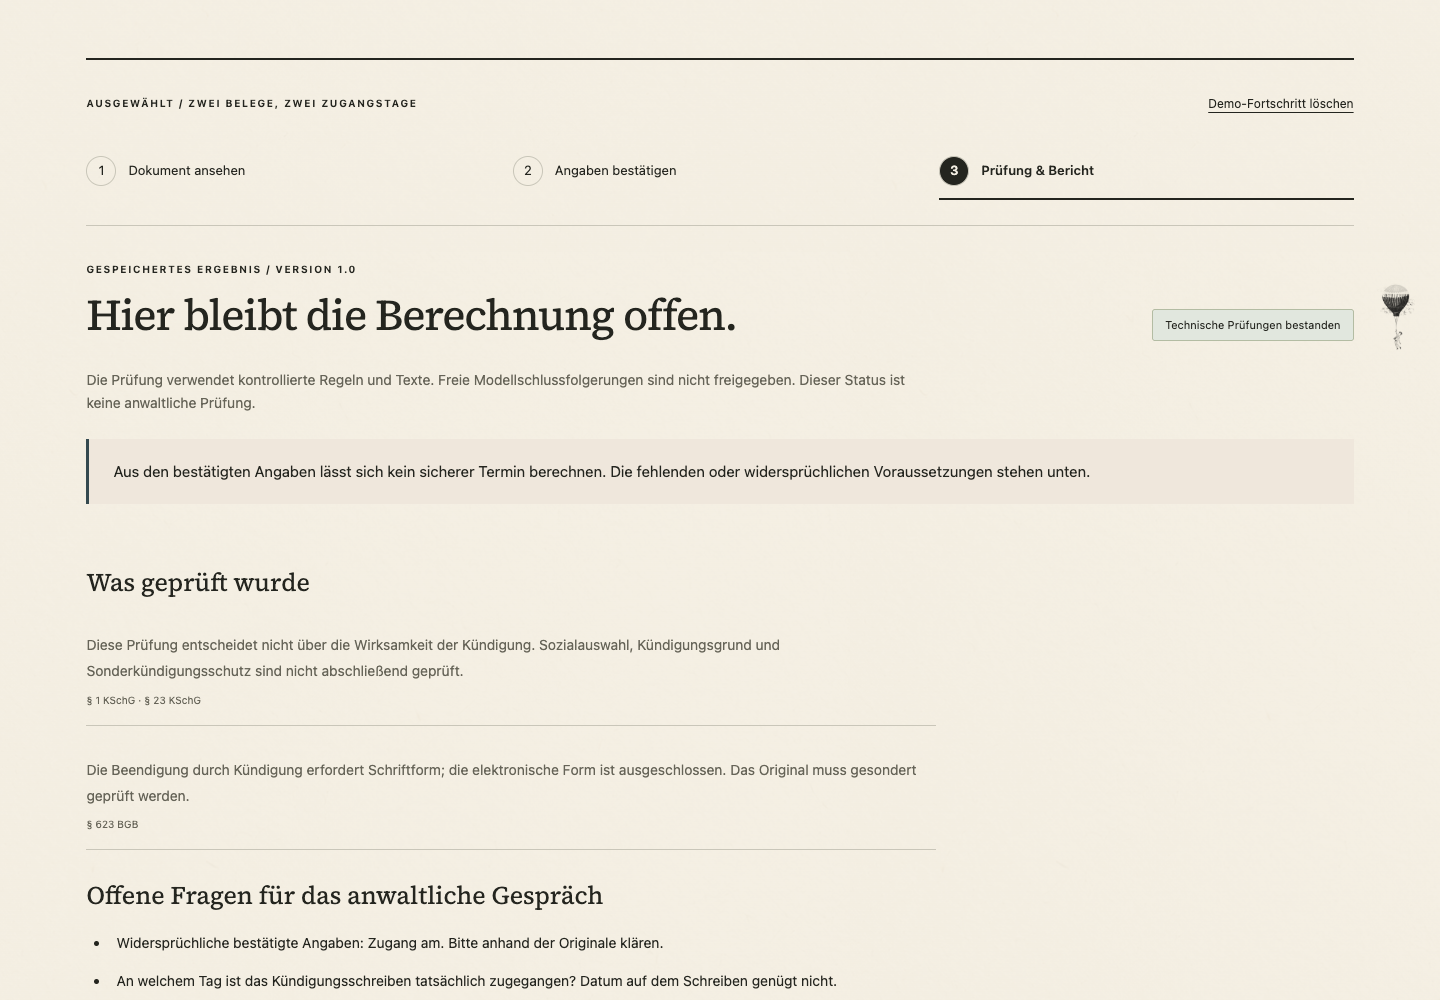 AUSGEWÄHLT / ZWEI BELEGE, ZWEI ZUGANGSTAGE
Demo-Fortschritt löschen
1 Dokument ansehen
2 Angaben bestätigen
3 Prüfung & Bericht
GESPEICHERTES ERGEBNIS / VERSION 1.0
Hier bleibt die Berechnung offen.
Technische Prüfungen bestanden
Die Prüfung verwendet kontrollierte Regeln und Texte. Freie Modellschlussfolgerungen sind nicht freigegeben. Dieser Status ist
keine anwaltliche Prüfung.
Aus den bestätigten Angaben lässt sich kein sicherer Termin berechnen. Die fehlenden oder widersprüchlichen Voraussetzungen stehen unten.
Was geprüft wurde
Diese Prüfung entscheidet nicht über die Wirksamkeit der Kündigung. Sozialauswahl, Kündigungsgrund und
Sonderkündigungsschutz sind nicht abschließend geprüft.
§ 1 KSchG · § 23 KSchG
Die Beendigung durch Kündigung erfordert Schriftform; die elektronische Form ist ausgeschlossen. Das Original muss gesondert
geprüft werden.
§ 623 BGB
Offene Fragen für das anwaltliche Gespräch
• Widersprüchliche bestätigte Angaben: Zugang am. Bitte anhand der Originale klären.
• An welchem Tag ist das Kündigungsschreiben tatsächlich zugegangen? Datum auf dem Schreiben genügt nicht.